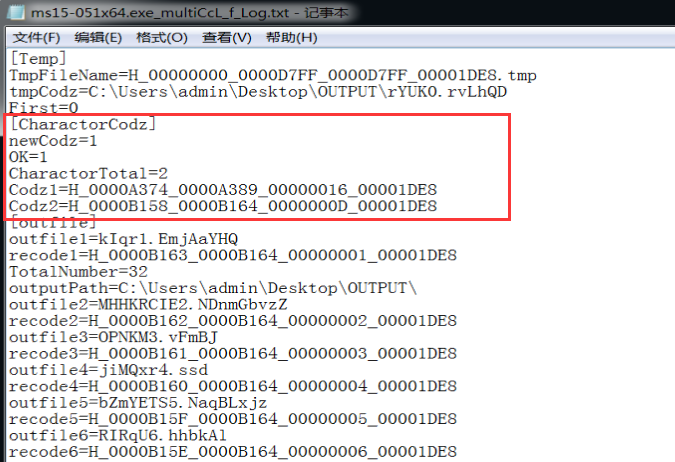 ms15-051x64.exe_multiCcL_f_Log.txt - 记事本
文件(F) 编辑(E) 格式(O) 查看(V) 帮助(H)
[Temp]
TmpFileName=H_00000000_0000D7FF_0000D7FF_00001DE8.tmp
tmpCodz=C:\Users\admin\Desktop\OUTPUT\rYUKO.rvLhQD
First=0
[CharactorCodz]
newCodz=1
OK=1
CharactorTotal=2
Codz1=H_0000A374_0000A389_00000016_00001DE8
Codz2=H_0000B158_0000B164_0000000D_00001DE8
[outfile]
outfile1=kIqr1.EmjAaYHQ
recode1=H_0000B163_0000B164_00000001_00001DE8
TotalNumber=32
outputPath=C:\Users\admin\Desktop\OUTPUT\
outfile2=MHHKRCIE2.NDnmGbvzZ
recode2=H_0000B162_0000B164_00000002_00001DE8
outfile3=OPNKM3.vFmBJ
recode3=H_0000B161_0000B164_00000003_00001DE8
outfile4=jiMQxr4.ssd
recode4=H_0000B160_0000B164_00000004_00001DE8
outfile5=bZmYETS5.NaqBLxjz
recode5=H_0000B15F_0000B164_00000005_00001DE8
outfile6=RIRqU6.hhbkAl
recode6=H_0000B15E_0000B164_00000006_00001DE8